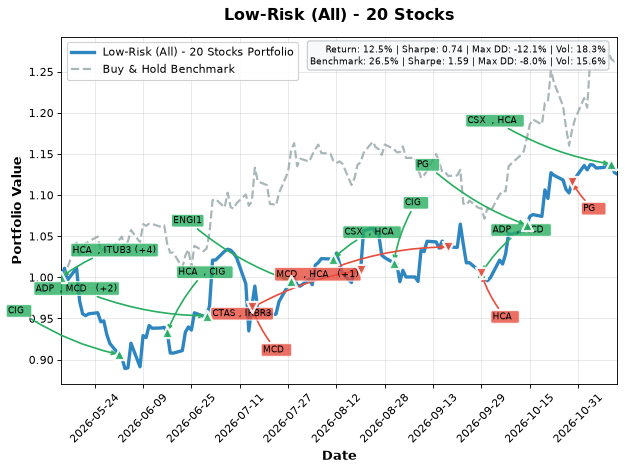 Low-Risk (All) - 20 Stocks
Low-Risk (All) - 20 Stocks Portfolio
Buy & Hold Benchmark
Return: 12.5% | Sharpe: 0.74 | Max DD: -12.1% | Vol: 18.3%
Benchmark: 26.5% | Sharpe: 1.59 | Max DD: -8.0% | Vol: 15.6%
Portfolio Value
1.25
1.20
1.15
1.10
1.05
1.00
0.95
0.90
CSX , HCA
PG
CIG
PG
ENGI1
CSX , HCA
HCA , ITUB3 (+4)
HCA , CIG
MCD , HCA (+1)
ADP , MCD (+2)
CIG
MCD
HCA
2026-05-24
2026-06-09
2026-06-25
2026-07-11
2026-07-27
2026-08-12
2026-08-28
2026-09-13
2026-09-29
2026-10-15
2026-10-31
Date